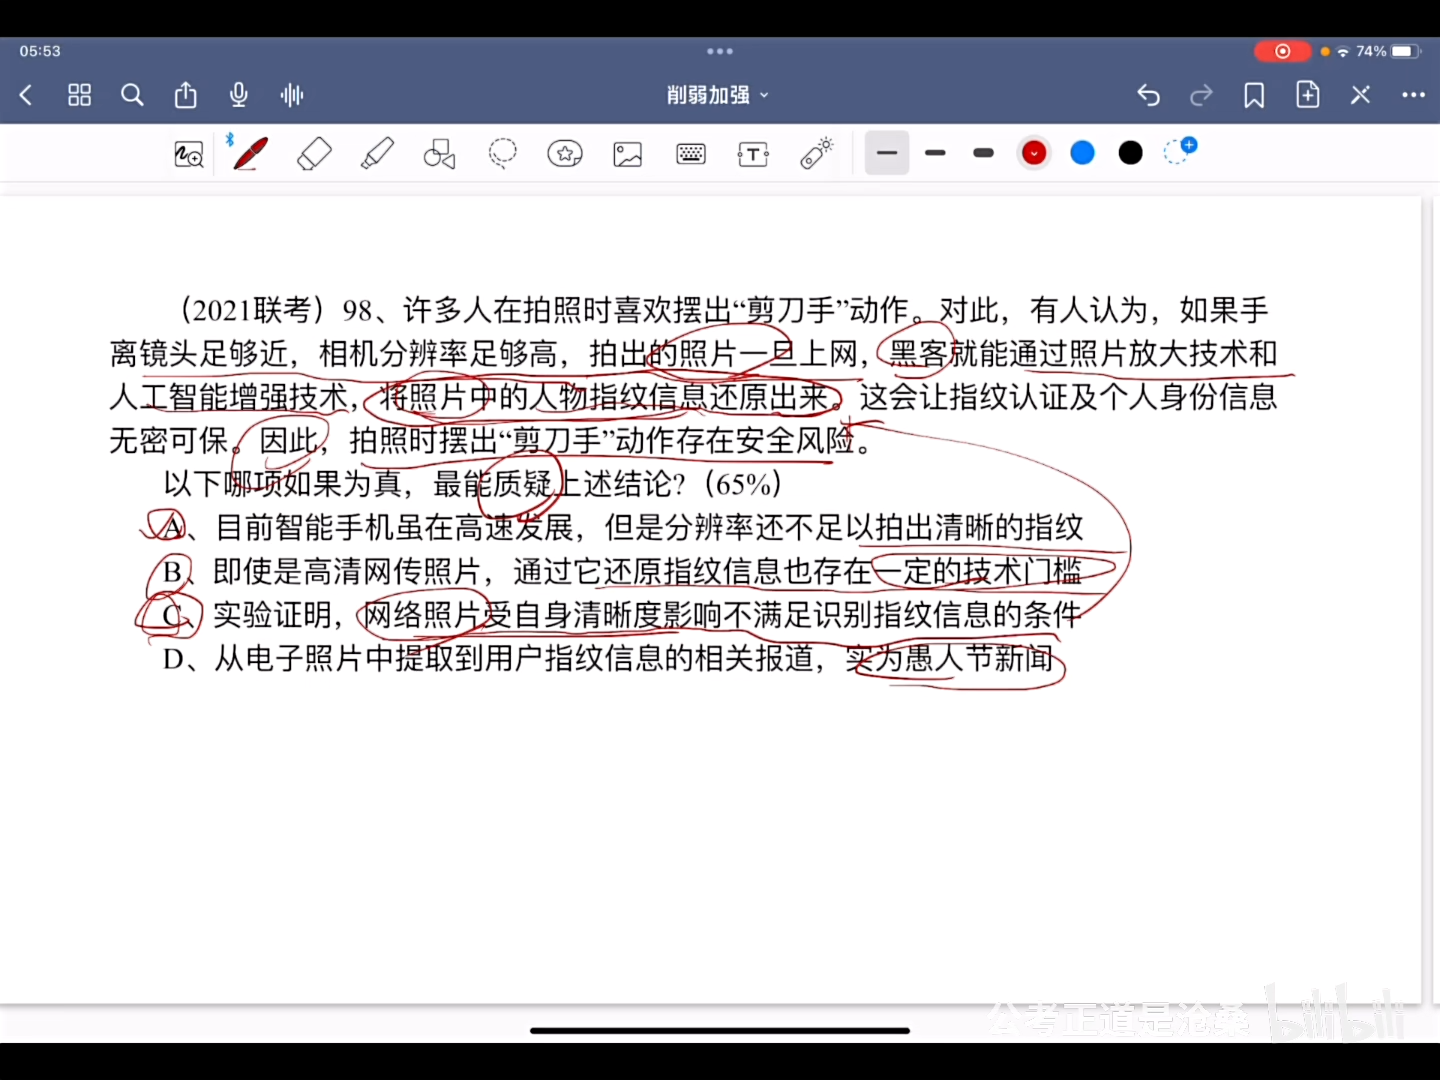 05:53
74%
削弱加强
（2021联考）98、许多人在拍照时喜欢摆出“剪刀手”动作。对此，有人认为，如果手
离镜头足够近，相机分辨率足够高，拍出的照片一旦上网，黑客就能通过照片放大技术和
人工智能增强技术，将照片中的人物指纹信息还原出来。这会让指纹认证及个人身份信息
无密可保。因此，拍照时摆出“剪刀手”动作存在安全风险。
以下哪项如果为真，最能质疑上述结论?（65%）
A、目前智能手机虽在高速发展，但是分辨率还不足以拍出清晰的指纹
B、即使是高清网传照片，通过它还原指纹信息也存在一定的技术门槛
C、实验证明，网络照片受自身清晰度影响不满足识别指纹信息的条件
D、从电子照片中提取到用户指纹信息的相关报道，实为愚人节新闻
公考正道是沧桑 bilibili